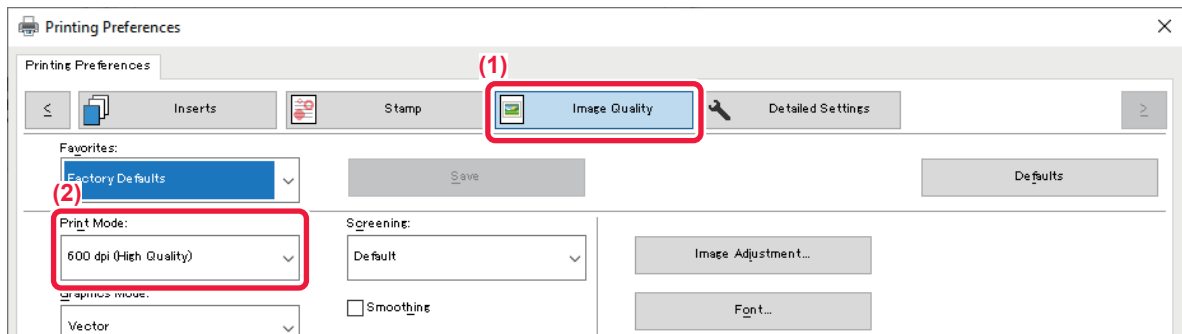 Printing Preferences
Printing Preferences
(1)
<
Inserts
Stamp
Image Quality
Detailed Settings
>
Favorites:
Factory Defaults
Save
Defaults
(2)
Print Mode:
600 dpi (High Quality)
Screening:
Default
Image Adjustment...
Graphics Mode:
Vector
Smoothing
Font...